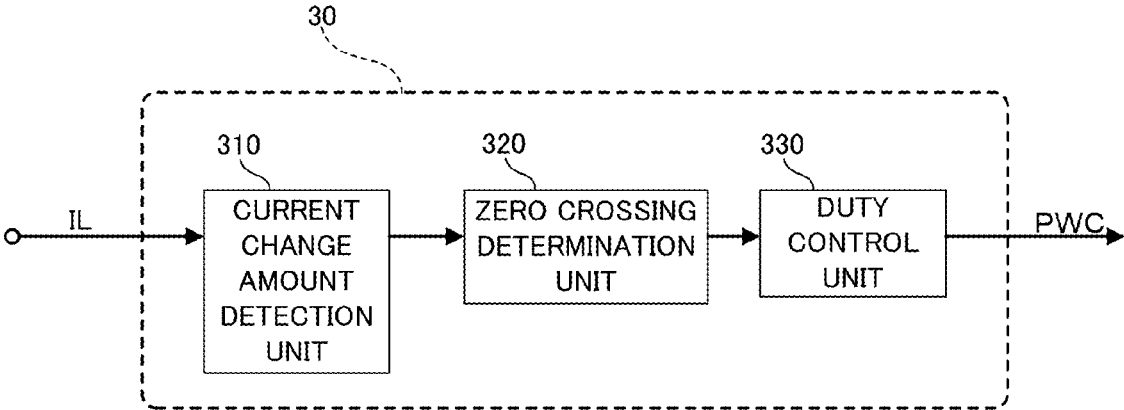 30
310
320
330
IL
CURRENT
CHANGE
AMOUNT
DETECTION
UNIT
ZERO CROSSING
DETERMINATION
UNIT
DUTY
CONTROL
UNIT
PWC